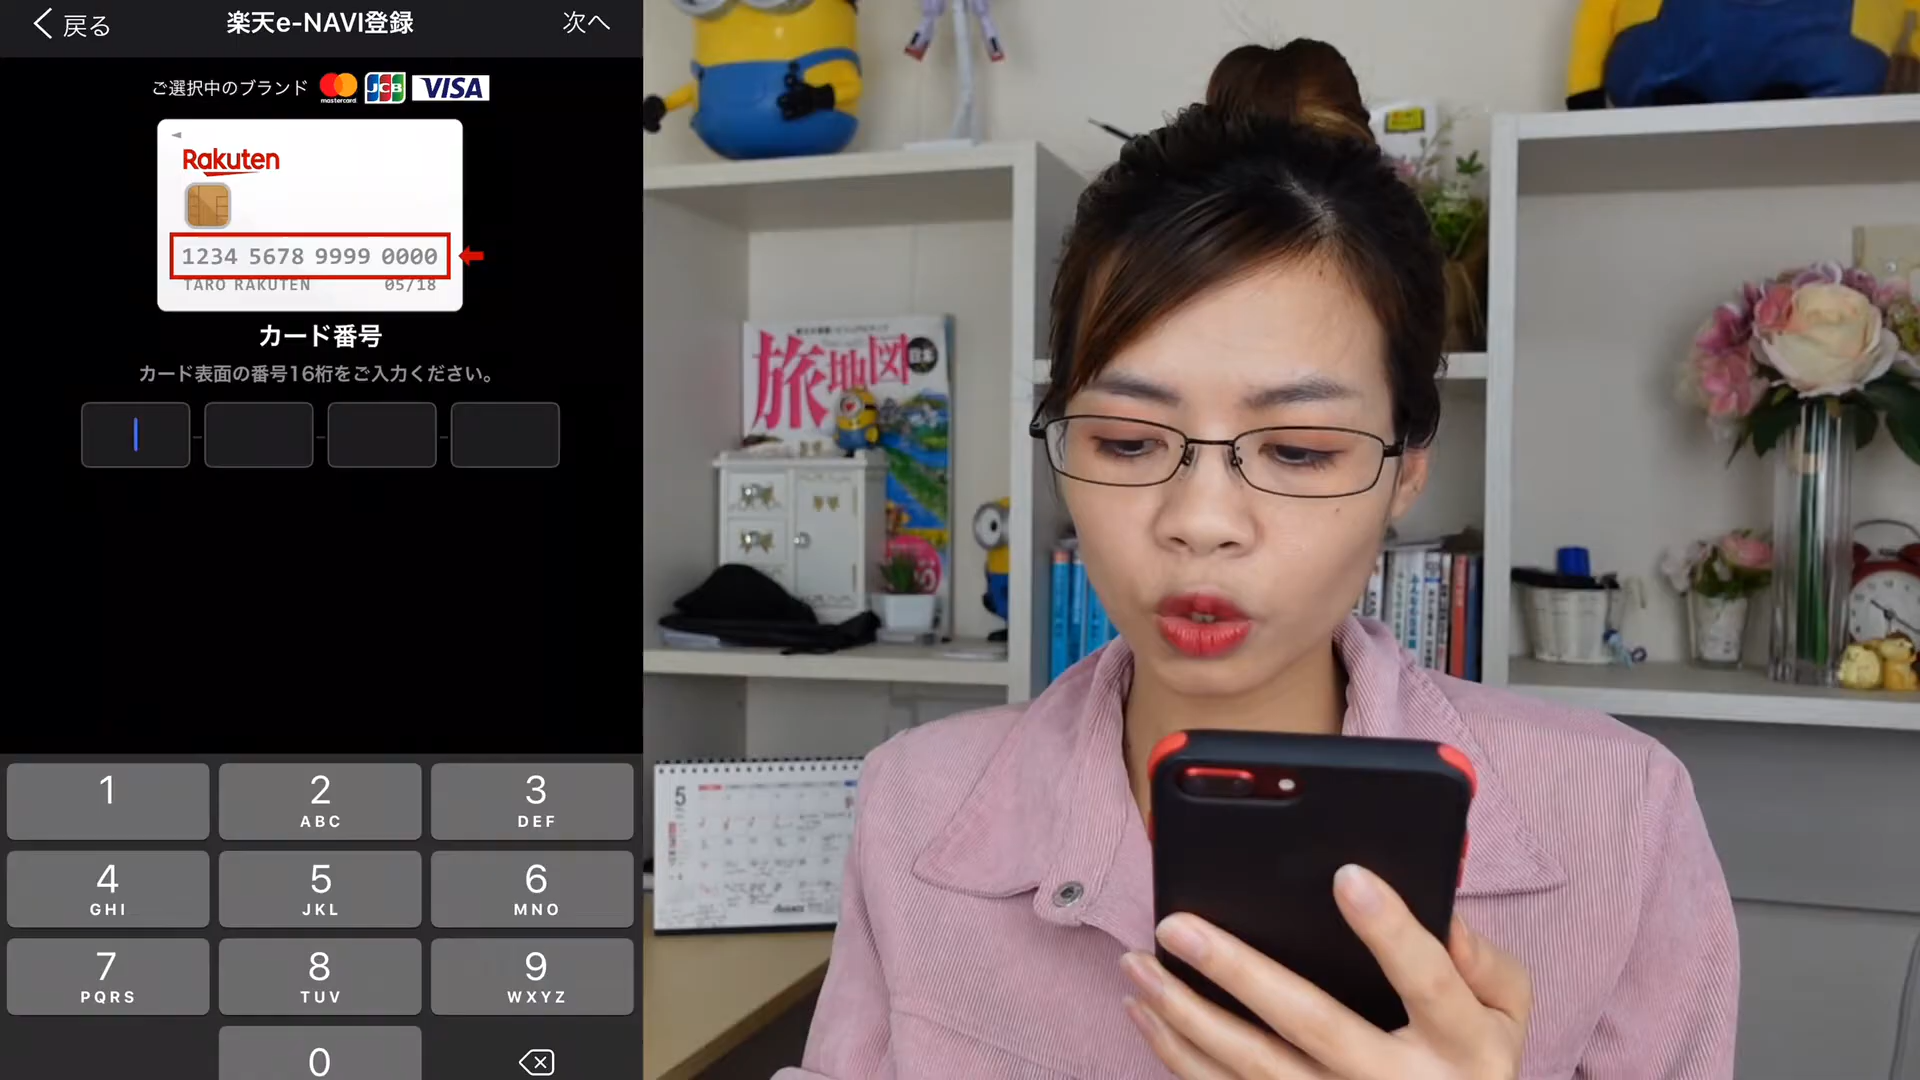 戻る
楽天e-NAVI登録
次へ
ご選択中のブランド
mastercard
JCB
VISA
Rakuten
1234 5678 9999 0000
TARO RAKUTEN 05/18
カード番号
カード表面の番号16桁をご入力ください。
1
2 ABC
3 DEF
4 GHI
5 JKL
6 MNO
7 PQRS
8 TUV
9 WXYZ
0
旅地図
日本
5